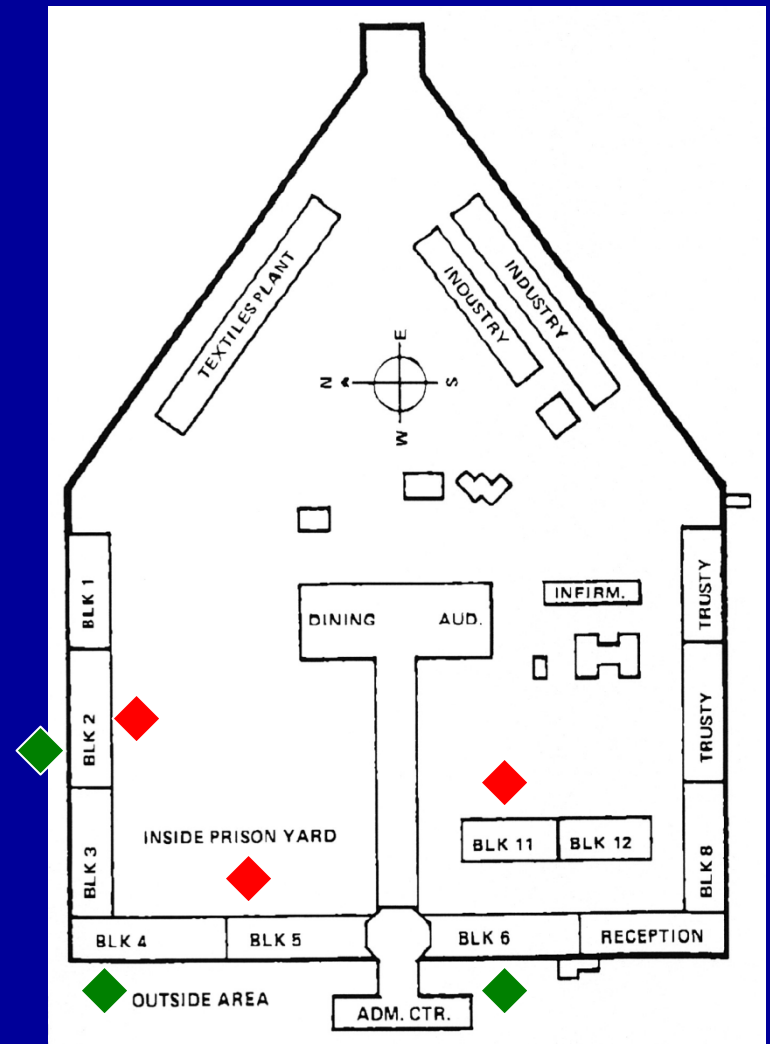 TEXTILES PLANT
INDUSTRY
INDUSTRY
E
N
S
W
BLK 1
DINING
AUD.
INFIRM.
TRUSTY
BLK 2
TRUSTY
INSIDE PRISON YARD
BLK 3
BLK 11
BLK 12
BLK 8
BLK 4
BLK 5
BLK 6
RECEPTION
OUTSIDE AREA
ADM. CTR.